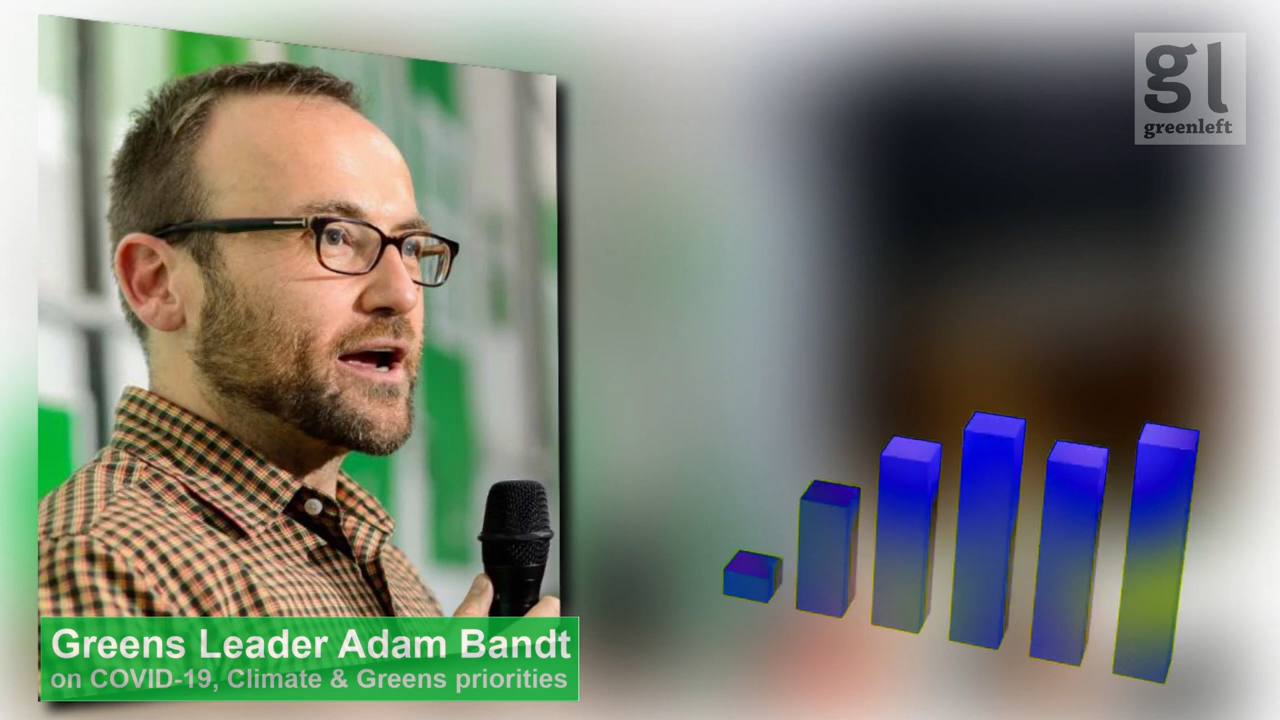 gl
greenleft
Greens Leader Adam Bandt
on COVID-19, Climate & Greens priorities